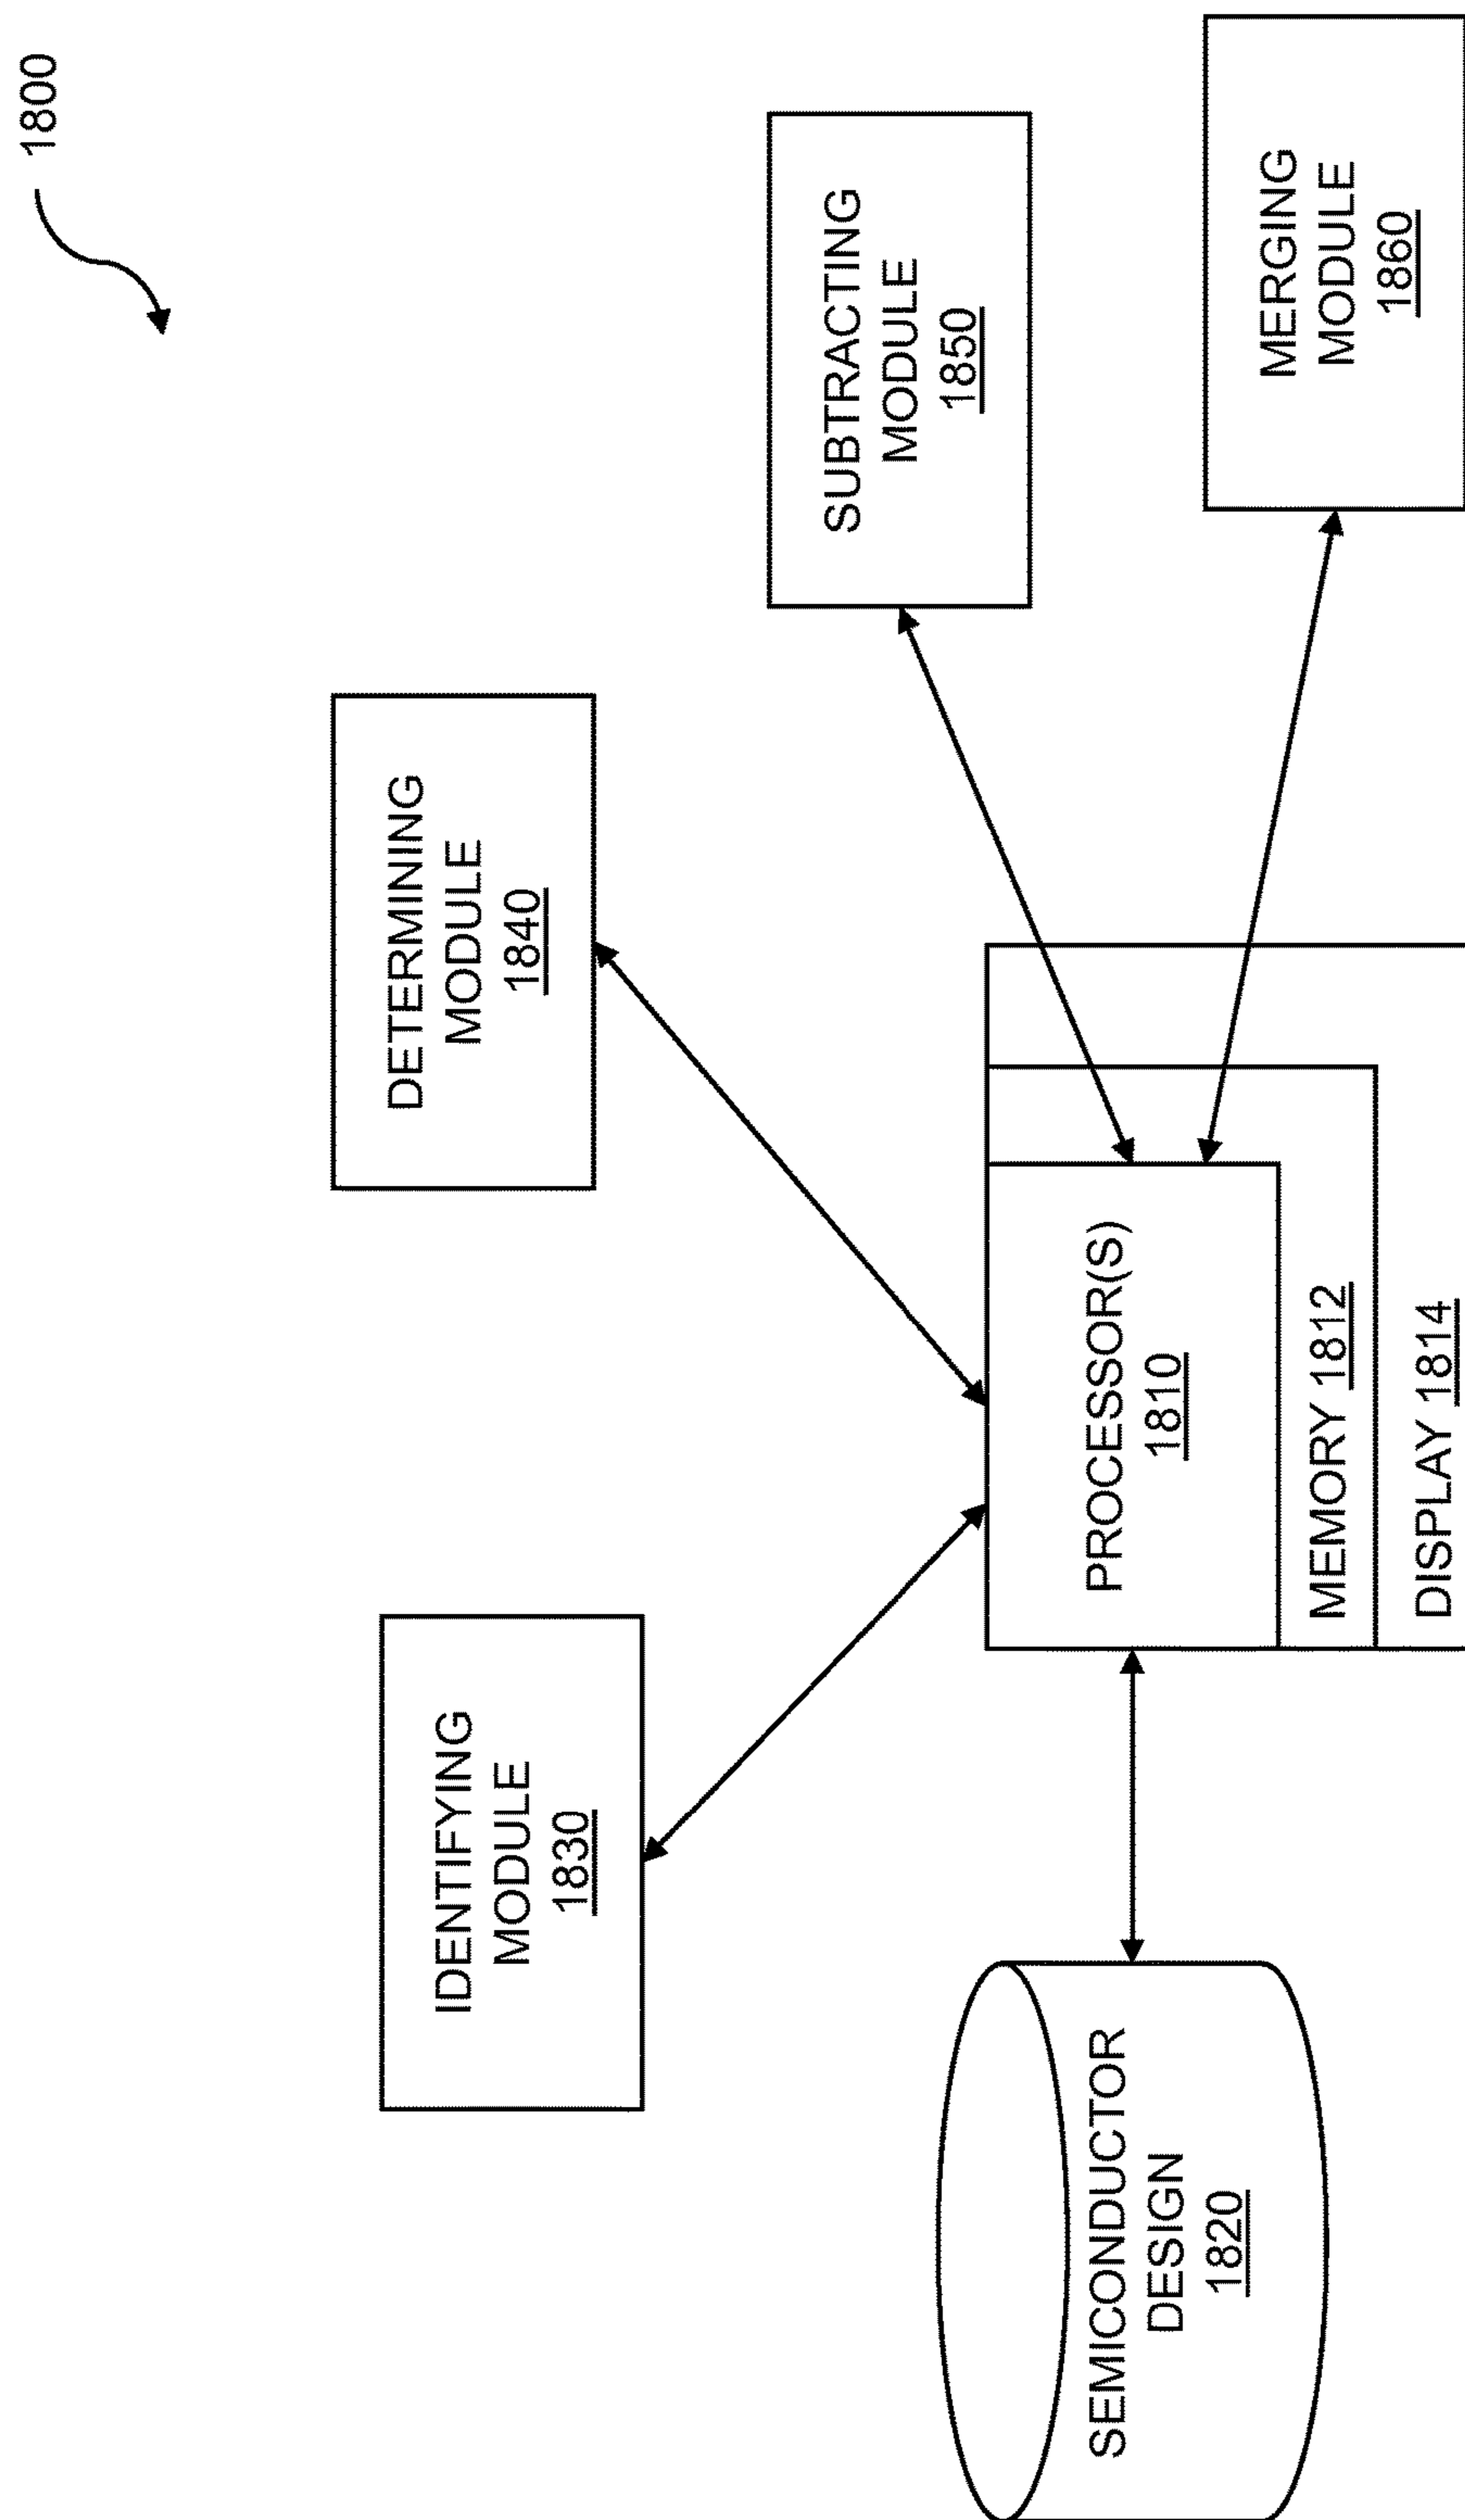 1800
IDENTIFYING
MODULE
1830
DETERMINING
MODULE
1840
SUBTRACTING
MODULE
1850
SEMICONDUCTOR
DESIGN
1820
PROCESSOR(S)
1810
MEMORY 1812
DISPLAY 1814
MERGING
MODULE
1860